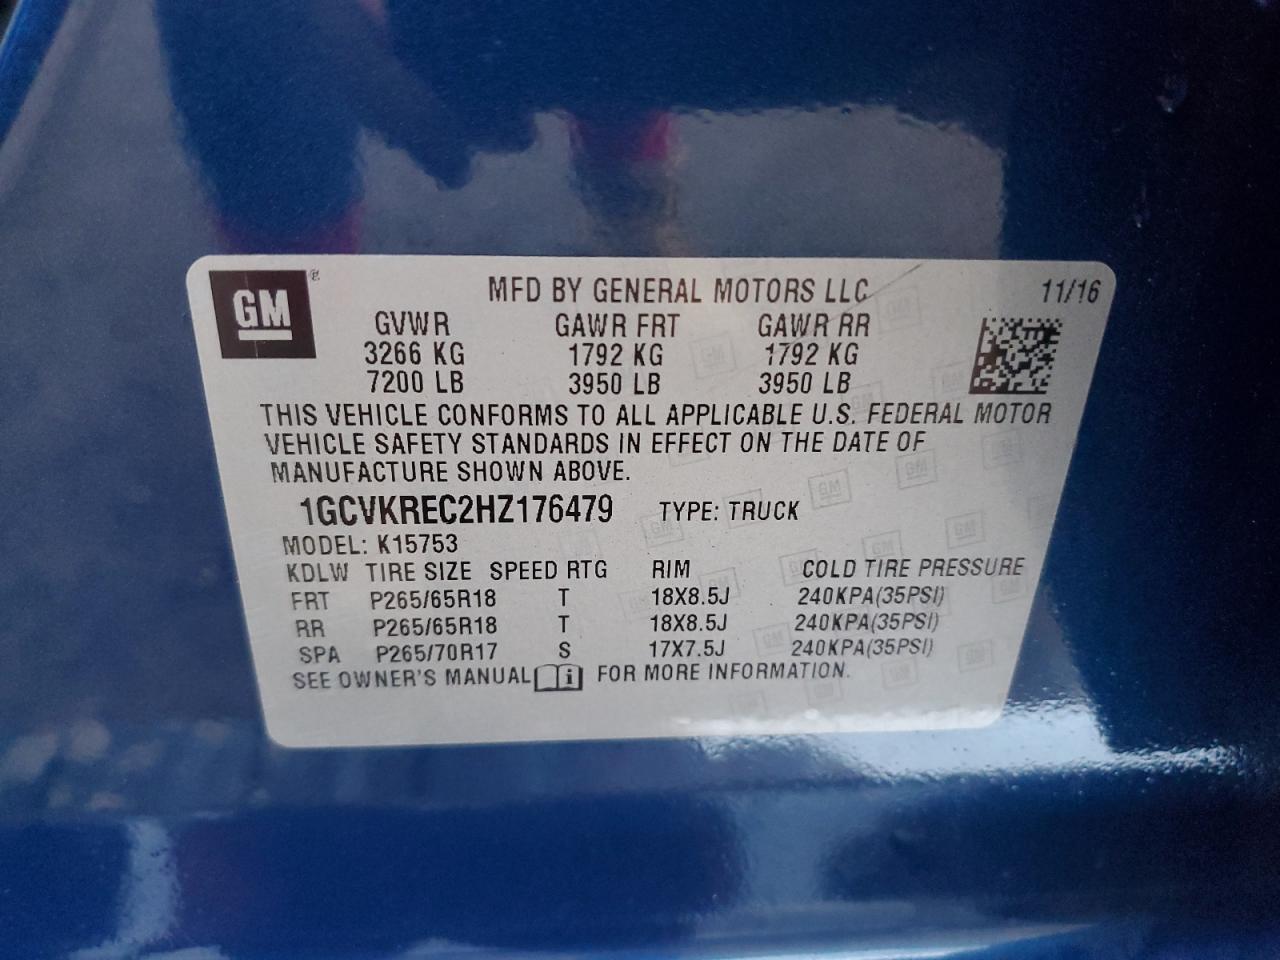 GM ®
MFD BY GENERAL MOTORS LLC 11/16
GVWR GAWR FRT GAWR RR
3266 KG 1792 KG 1792 KG
7200 LB 3950 LB 3950 LB
THIS VEHICLE CONFORMS TO ALL APPLICABLE U.S. FEDERAL MOTOR
VEHICLE SAFETY STANDARDS IN EFFECT ON THE DATE OF
MANUFACTURE SHOWN ABOVE.
1GCVKREC2HZ176479 TYPE: TRUCK
MODEL: K15753
KDLW TIRE SIZE SPEED RTG RIM COLD TIRE PRESSURE
FRT P265/65R18 T 18X8.5J 240KPA(35PSI)
RR P265/65R18 T 18X8.5J 240KPA(35PSI)
SPA P265/70R17 S 17X7.5J 240KPA(35PSI)
SEE OWNER'S MANUAL FOR MORE INFORMATION.